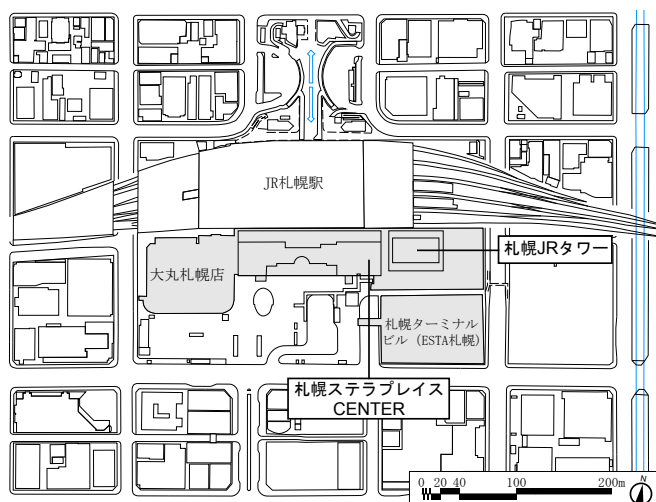 JR札幌駅
札幌JRタワー
大丸札幌店
札幌ターミナル
ビル（ESTA札幌）
札幌ステラプレイス
CENTER
0 20 40 100 200m
N